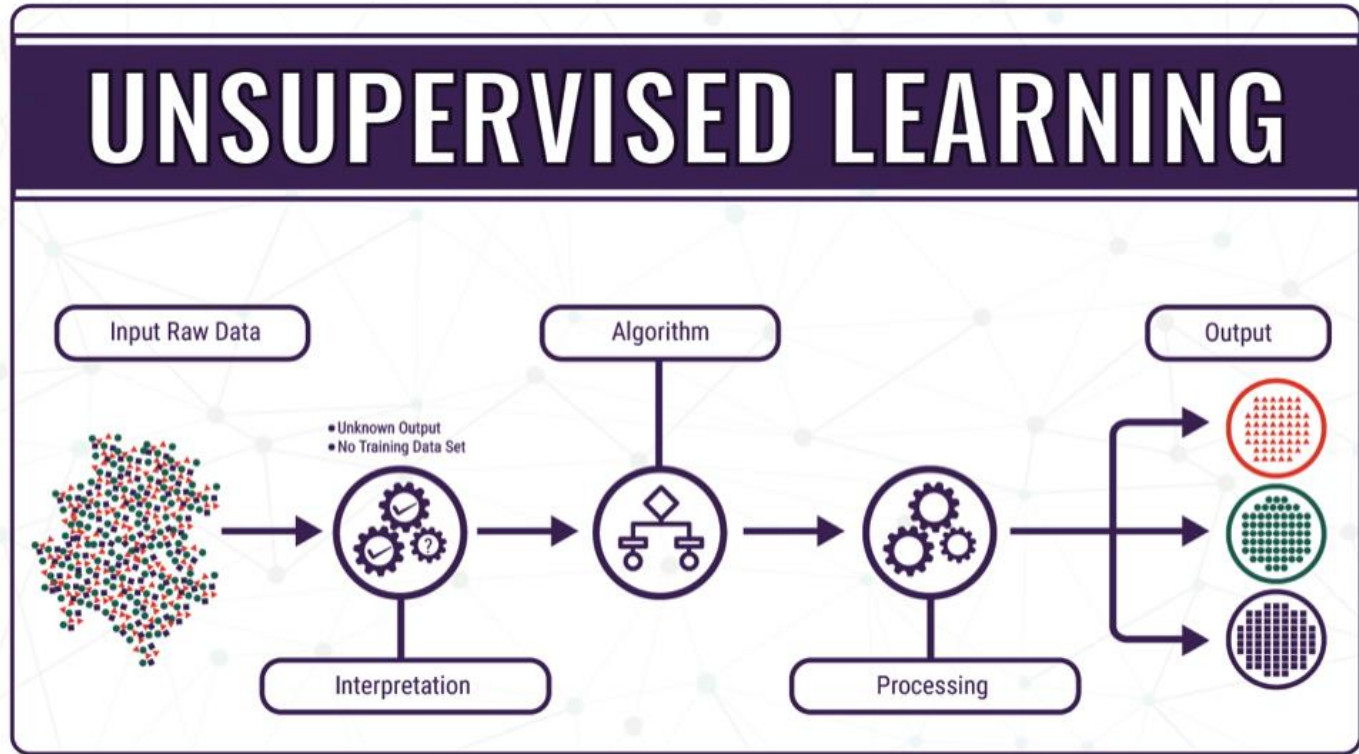 UNSUPERVISED LEARNING
Input Raw Data
Algorithm
Output
• Unknown Output
• No Training Data Set
?
Interpretation
Processing